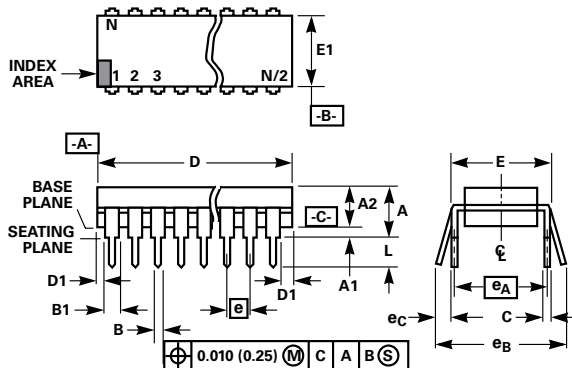 N
E1
INDEX
AREA
1 2 3 N/2
-B-
-A-
D
E
BASE
PLANE
-C-
A2
A
SEATING
PLANE
L
D1
D1
A1
B1
B
e
eA
eC
C
eB
℄
⌖ 0.010 (0.25) Ⓜ C A B Ⓢ